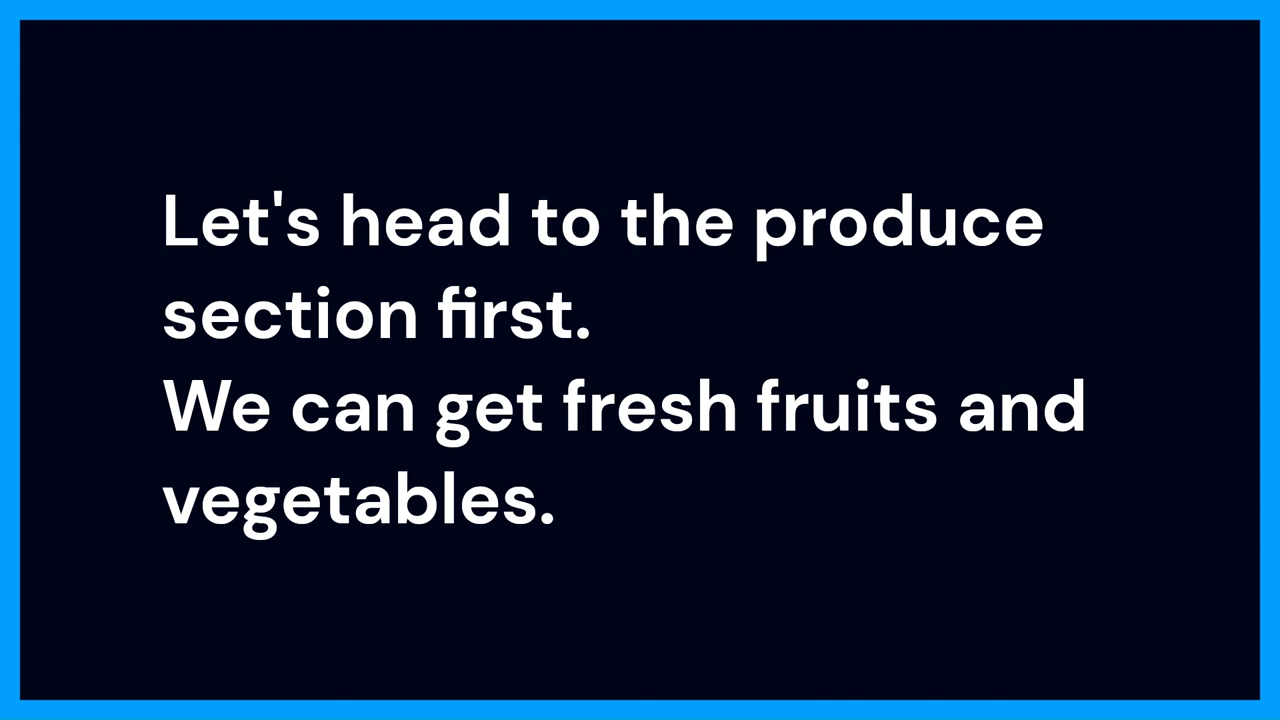 Let's head to the produce
section first.
We can get fresh fruits and
vegetables.